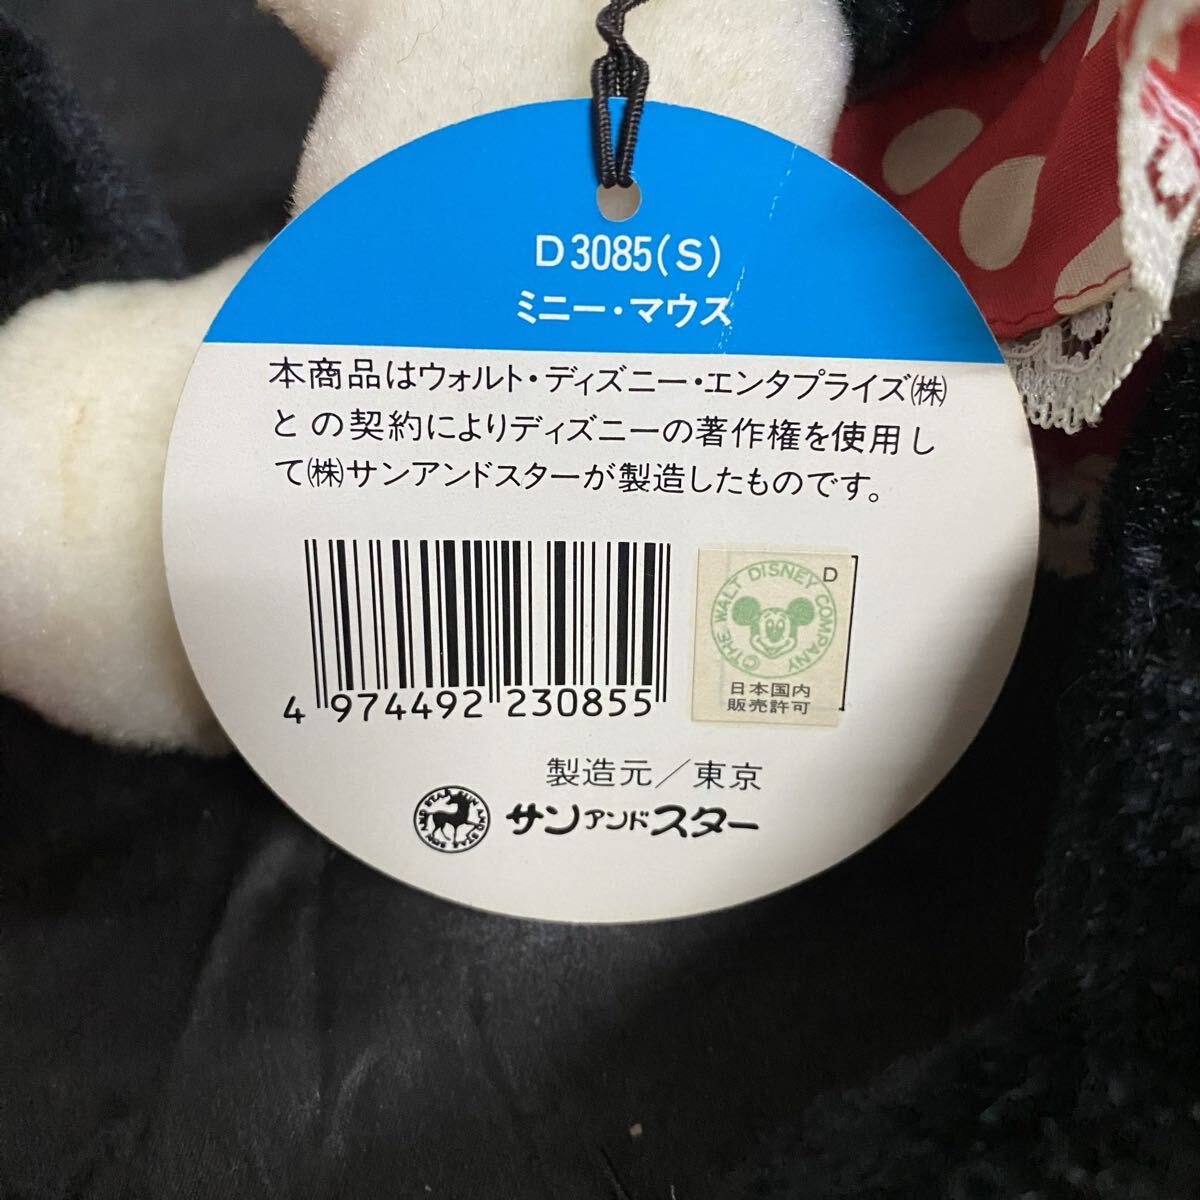 D3085(S)
ミニー・マウス
本商品はウォルト・ディズニー・エンタプライズ(株)
との契約によりディズニーの著作権を使用し
て(株)サンアンドスターが製造したものです。
4 974492 230855
D
©THE WALT DISNEY COMPANY
日本国内
販売許可
製造元/東京
SUN AND STAR
サンアンドスター